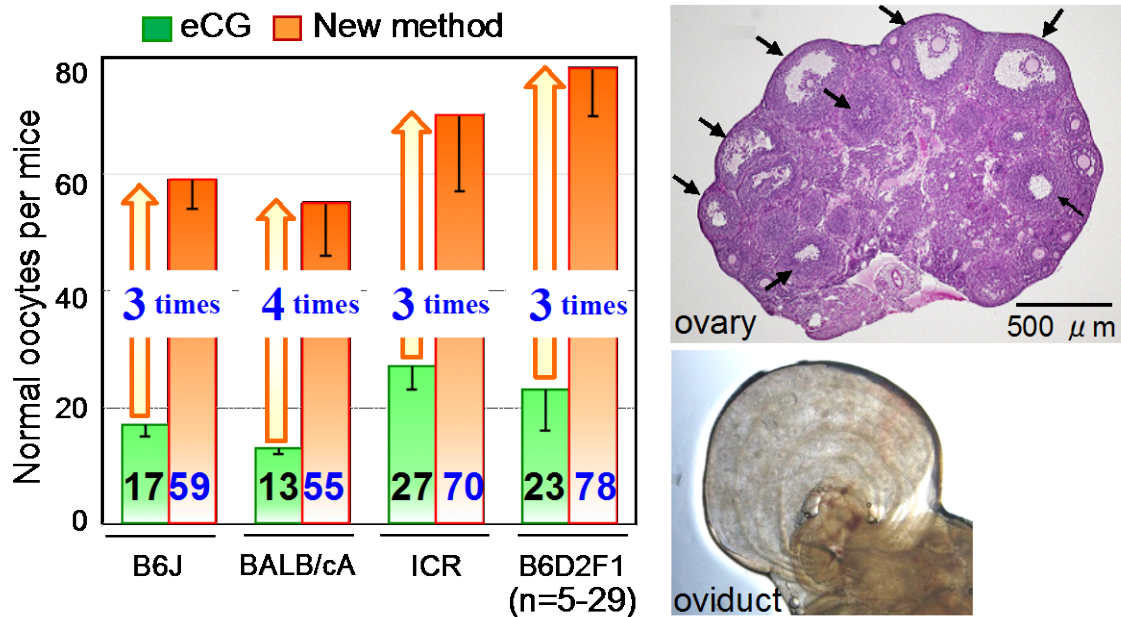 eCG New method
Normal oocytes per mice
80
60
40
20
0
3 times
4 times
3 times
3 times
17 59
13 55
27 70
23 78
B6J
BALB/cA
ICR
B6D2F1
(n=5-29)
ovary
500 μm
oviduct